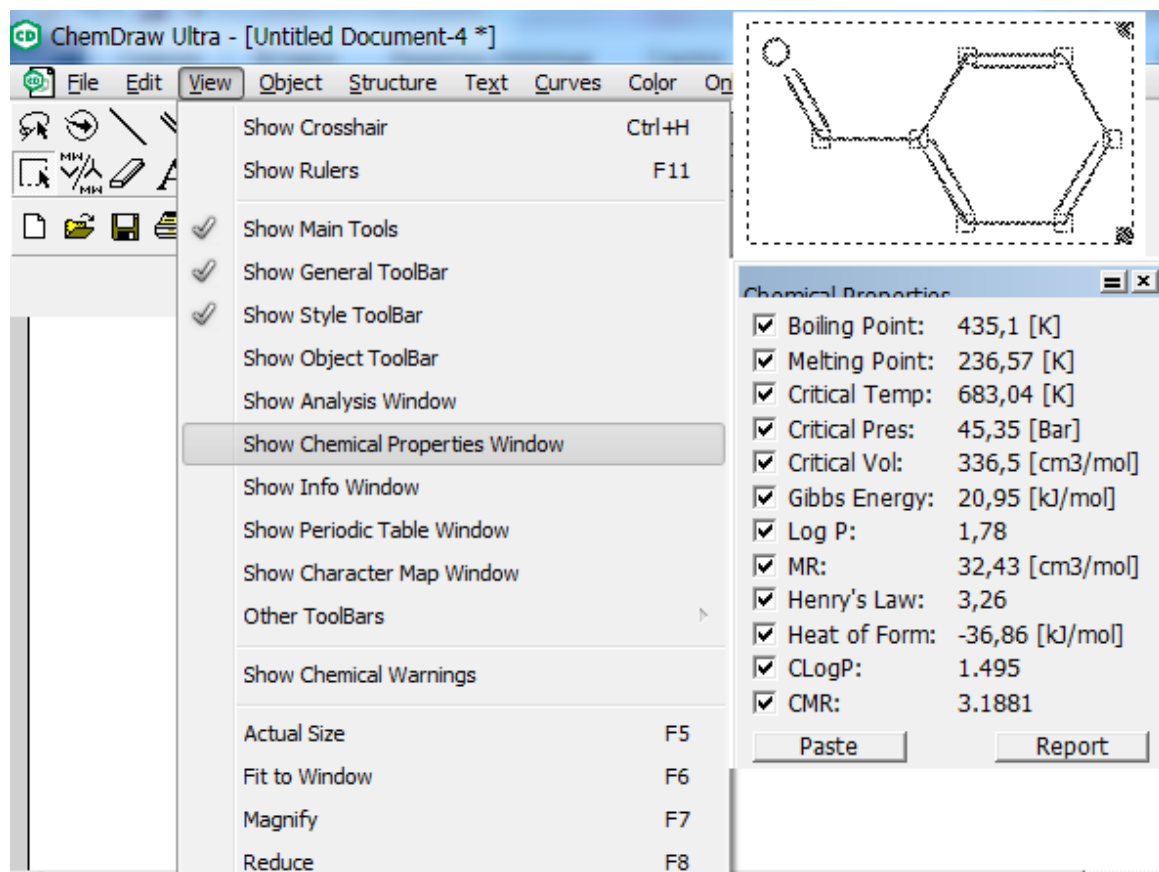 ChemDraw Ultra - [Untitled Document-4 *]
File Edit View Object Structure Text Curves Color On
Show Crosshair Ctrl+H
Show Rulers F11
Show Main Tools
Show General ToolBar
Show Style ToolBar
Show Object ToolBar
Show Analysis Window
Show Chemical Properties Window
Show Info Window
Show Periodic Table Window
Show Character Map Window
Other ToolBars
Show Chemical Warnings
Actual Size F5
Fit to Window F6
Magnify F7
Reduce F8
O
Chemical Properties
Boiling Point: 435,1 [K]
Melting Point: 236,57 [K]
Critical Temp: 683,04 [K]
Critical Pres: 45,35 [Bar]
Critical Vol: 336,5 [cm3/mol]
Gibbs Energy: 20,95 [kJ/mol]
Log P: 1,78
MR: 32,43 [cm3/mol]
Henry's Law: 3,26
Heat of Form: -36,86 [kJ/mol]
CLogP: 1.495
CMR: 3.1881
Paste Report